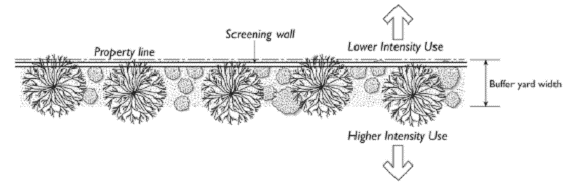 Screening wall
Property line
Lower Intensity Use
Buffer yard width
Higher Intensity Use